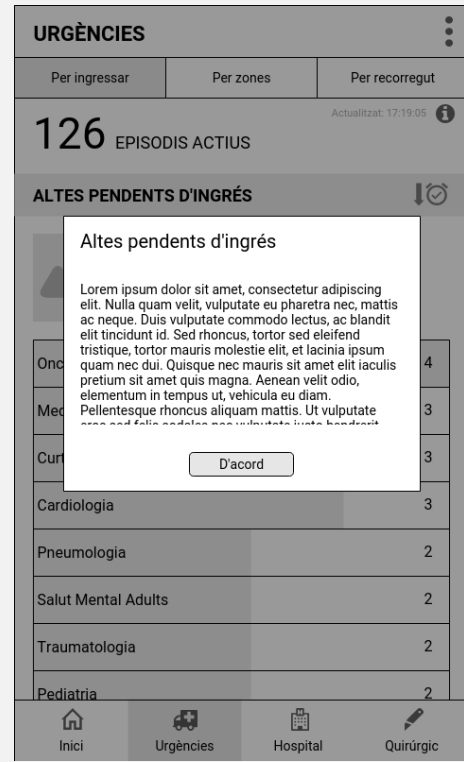 URGÈNCIES
Per ingressar
Per zones
Per recorregut
Actualitzat: 17:19:05
126 EPISODIS ACTIUS
ALTES PENDENTS D'INGRÉS
Altes pendents d'ingrés
Lorem ipsum dolor sit amet, consectetur adipiscing
elit. Nulla quam velit, vulputate eu pharetra nec, mattis
ac neque. Duis vulputate commodo lectus, ac blandit
elit tincidunt id. Sed rhoncus, tortor sed eleifend
tristique, tortor mauris molestie elit, et lacinia ipsum
quam nec dui. Quisque nec mauris sit amet elit iaculis
pretium sit amet quis magna. Aenean velit odio,
elementum in tempus ut, vehicula eu diam.
Pellentesque rhoncus aliquam mattis. Ut vulputate
D'acord
Onc 4
Med 3
3
Cardiologia 3
Pneumologia 2
Salut Mental Adults 2
Traumatologia 2
Pediatria 2
Inici
Urgències
Hospital
Quirúrgic